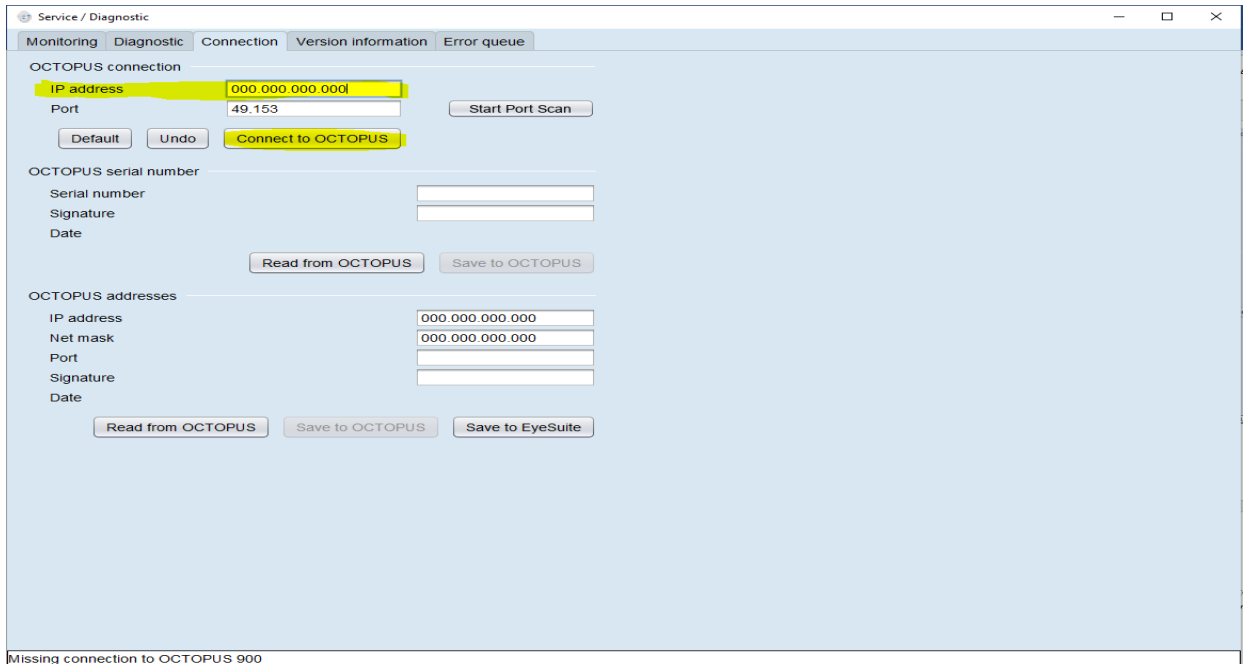 Service / Diagnostic
Monitoring Diagnostic Connection Version information Error queue
OCTOPUS connection
IP address 000.000.000.000
Port 49.153 Start Port Scan
Default Undo Connect to OCTOPUS
OCTOPUS serial number
Serial number
Signature
Date
Read from OCTOPUS Save to OCTOPUS
OCTOPUS addresses
IP address 000.000.000.000
Net mask 000.000.000.000
Port
Signature
Date
Read from OCTOPUS Save to OCTOPUS Save to EyeSuite
Missing connection to OCTOPUS 900